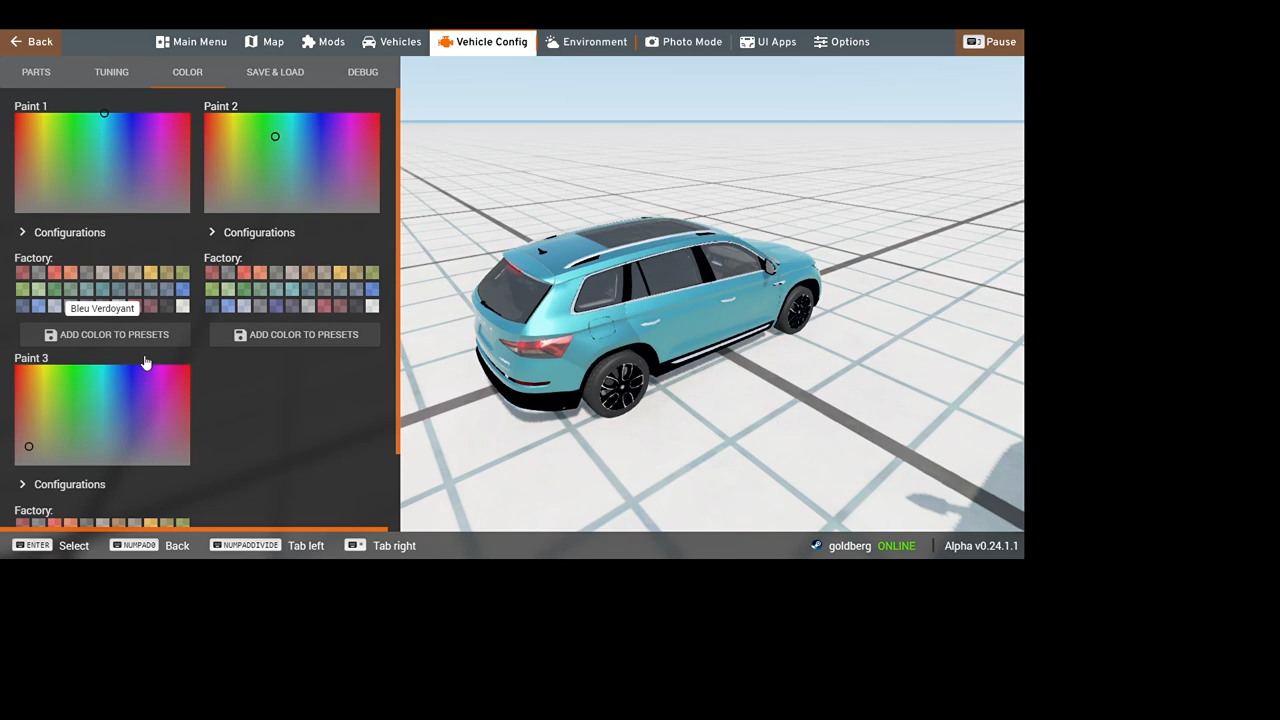 Back
Main Menu
Map
Mods
Vehicles
Vehicle Config
Environment
Photo Mode
UI Apps
Options
Pause
PARTS
TUNING
COLOR
SAVE & LOAD
DEBUG
Paint 1
Paint 2
Configurations
Configurations
Factory:
Factory:
Bleu Verdoyant
ADD COLOR TO PRESETS
ADD COLOR TO PRESETS
Paint 3
Configurations
Factory:
ENTER Select
NUMPAD0 Back
NUMPADDIVIDE Tab left
* Tab right
goldberg ONLINE
Alpha v0.24.1.1